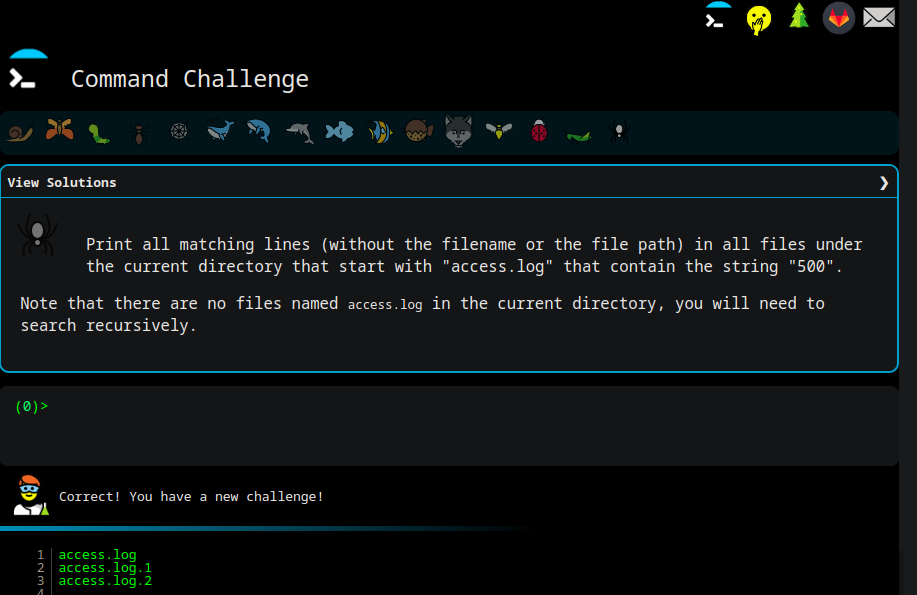 Command Challenge
View Solutions
Print all matching lines (without the filename or the file path) in all files under
the current directory that start with "access.log" that contain the string "500".
Note that there are no files named access.log in the current directory, you will need to
search recursively.
(0)>
Correct! You have a new challenge!
1 access.log
2 access.log.1
3 access.log.2
4